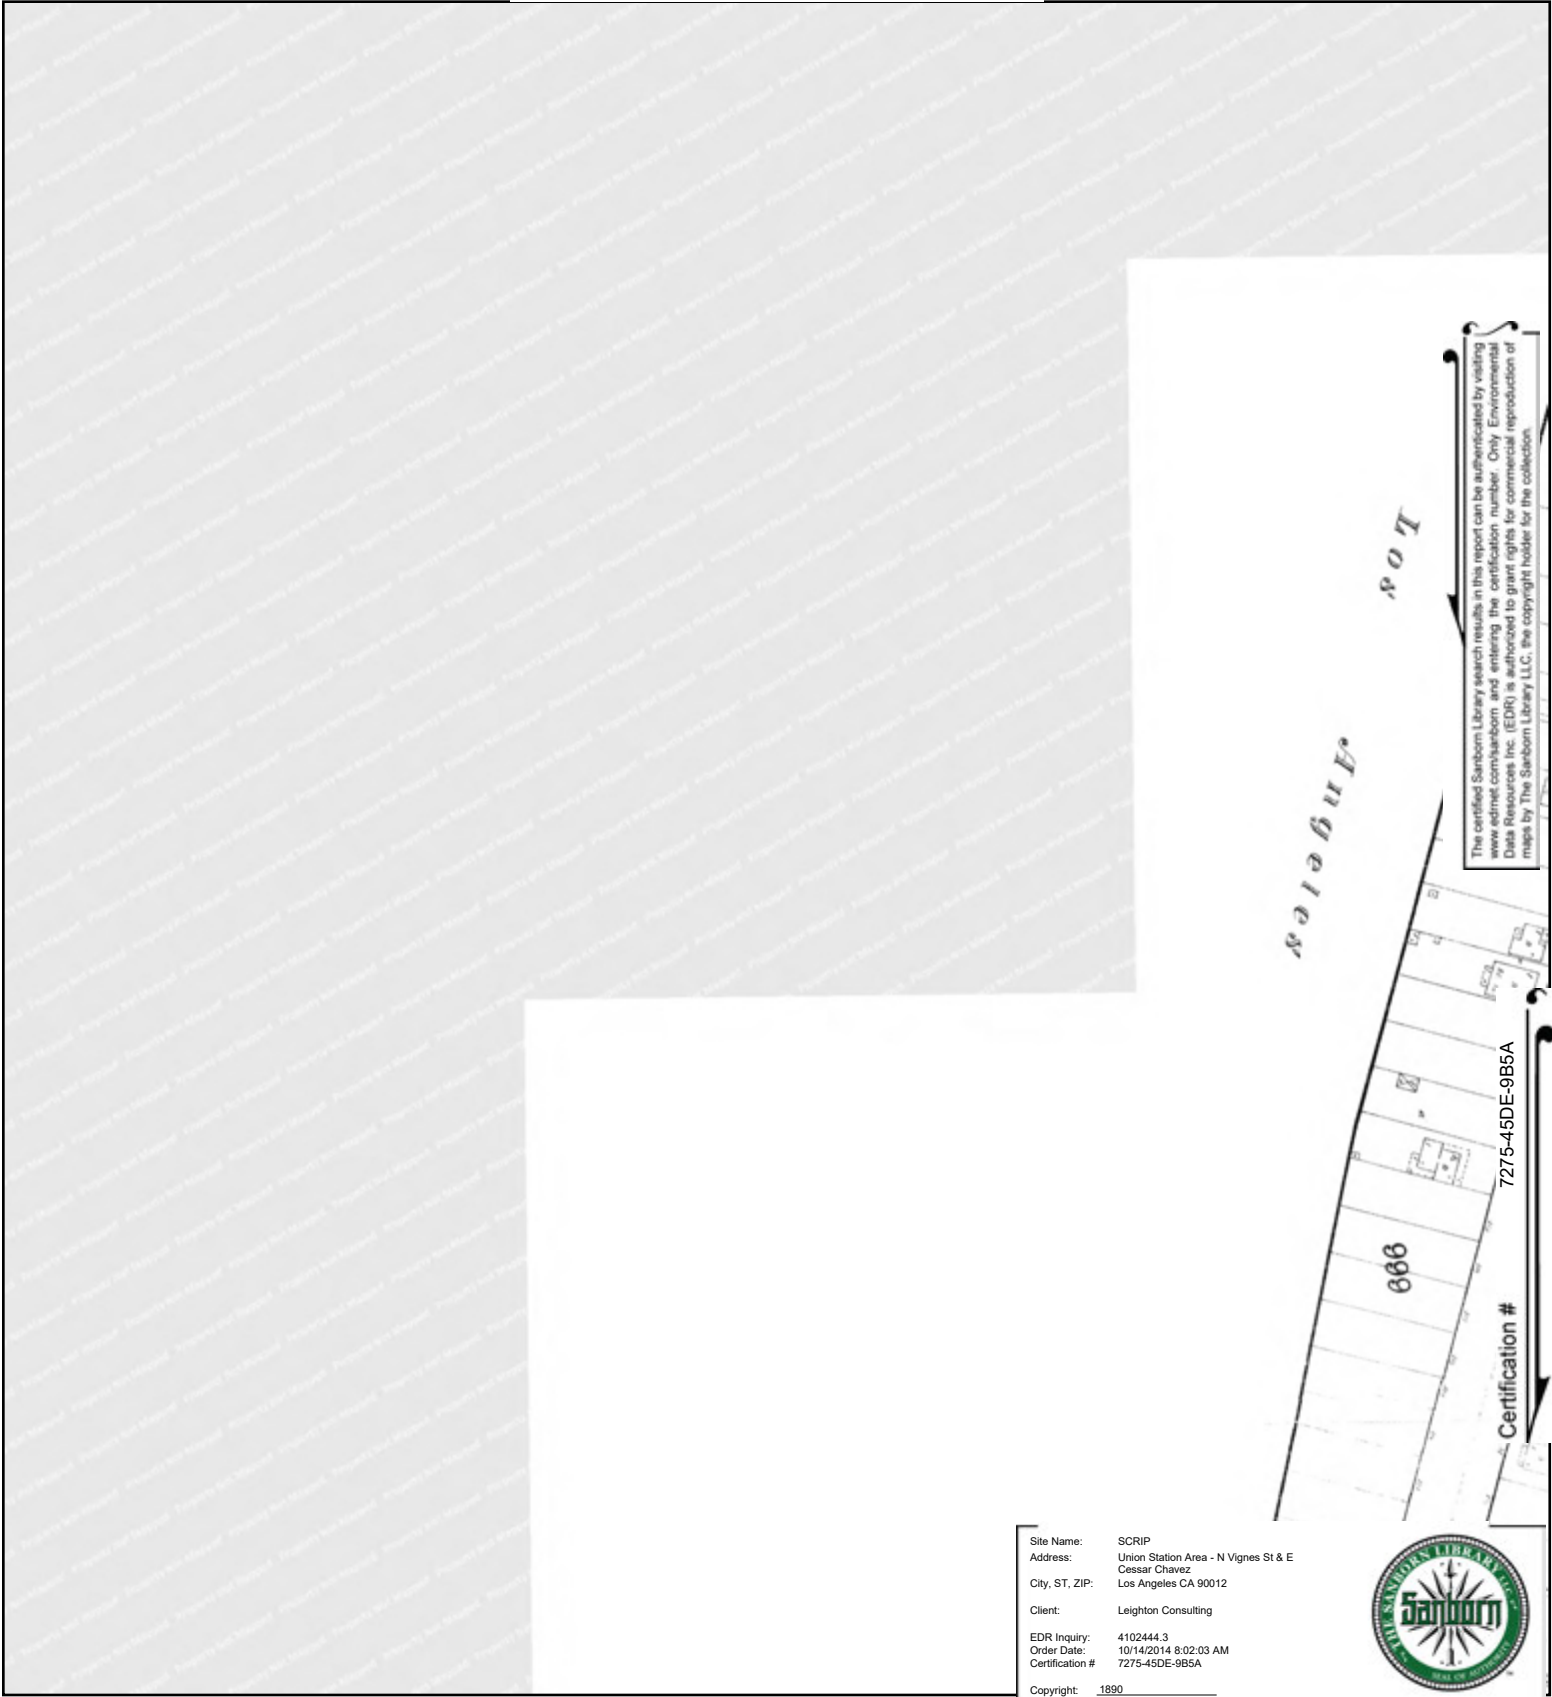 Los
Angeles
The certified Sanborn Library search results in this report can be authenticated by visiting
www.edrnet.com/sanborn and entering the certification number. Only Environmental
Data Resources Inc. (EDR) is authorized to grant rights for commercial reproduction of
maps by The Sanborn Library LLC, the copyright holder for the collection.
Certification # 7275-45DE-9B5A
Site Name: SCRIP
Address: Union Station Area - N Vignes St & E
Cessar Chavez
City, ST, ZIP: Los Angeles CA 90012
Client: Leighton Consulting
EDR Inquiry: 4102444.3
Order Date: 10/14/2014 8:02:03 AM
Certification # 7275-45DE-9B5A
Copyright: 1890
THE SANBORN LIBRARY LLC
Sanborn
SEAL OF AUTHORITY